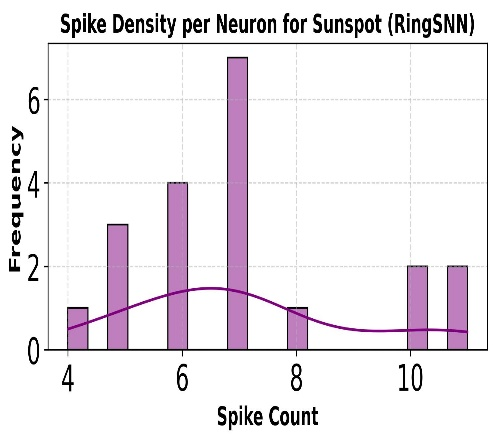 Spike Density per Neuron for Sunspot (RingSNN)
Frequency
6
4
2
0
4 6 8 10
Spike Count